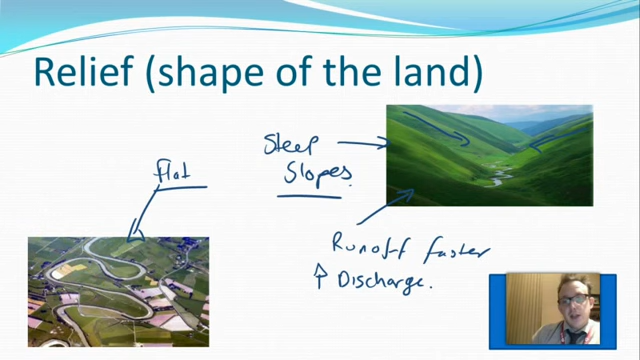 Relief (shape of the land)
Steep
Slopes.
Flat
Runoff faster
↑ Discharge.